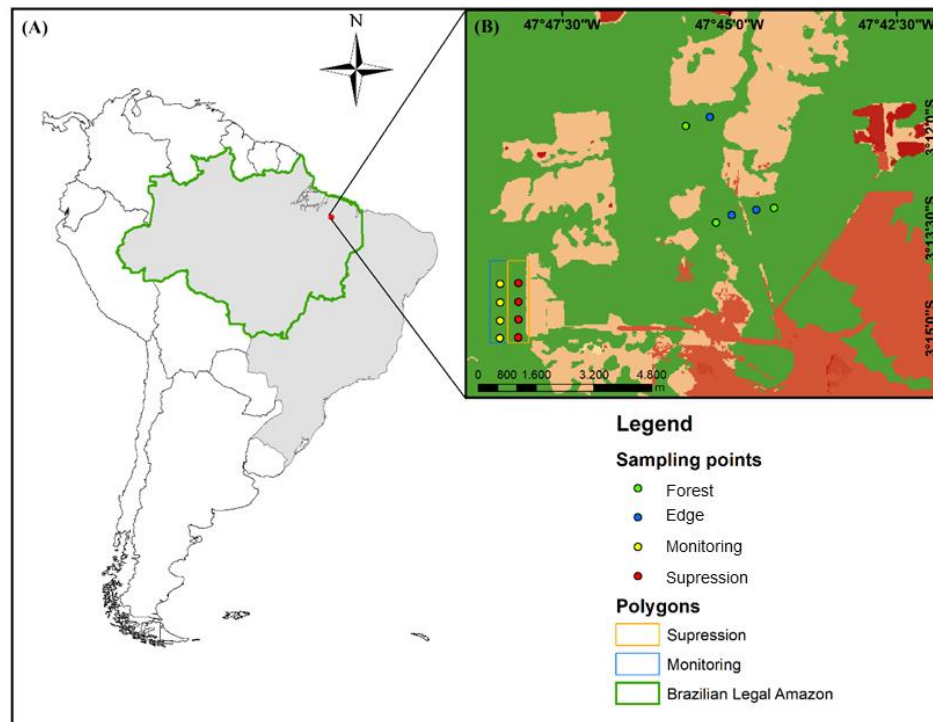 (A)
N
(B)
47°47'30"W
47°45'0"W
47°42'30"W
3°12'0"S
3°13'30"S
3°15'0"S
0 800 1.600 3.200 4.800
m
Legend
Sampling points
Forest
Edge
Monitoring
Supression
Polygons
Supression
Monitoring
Brazilian Legal Amazon